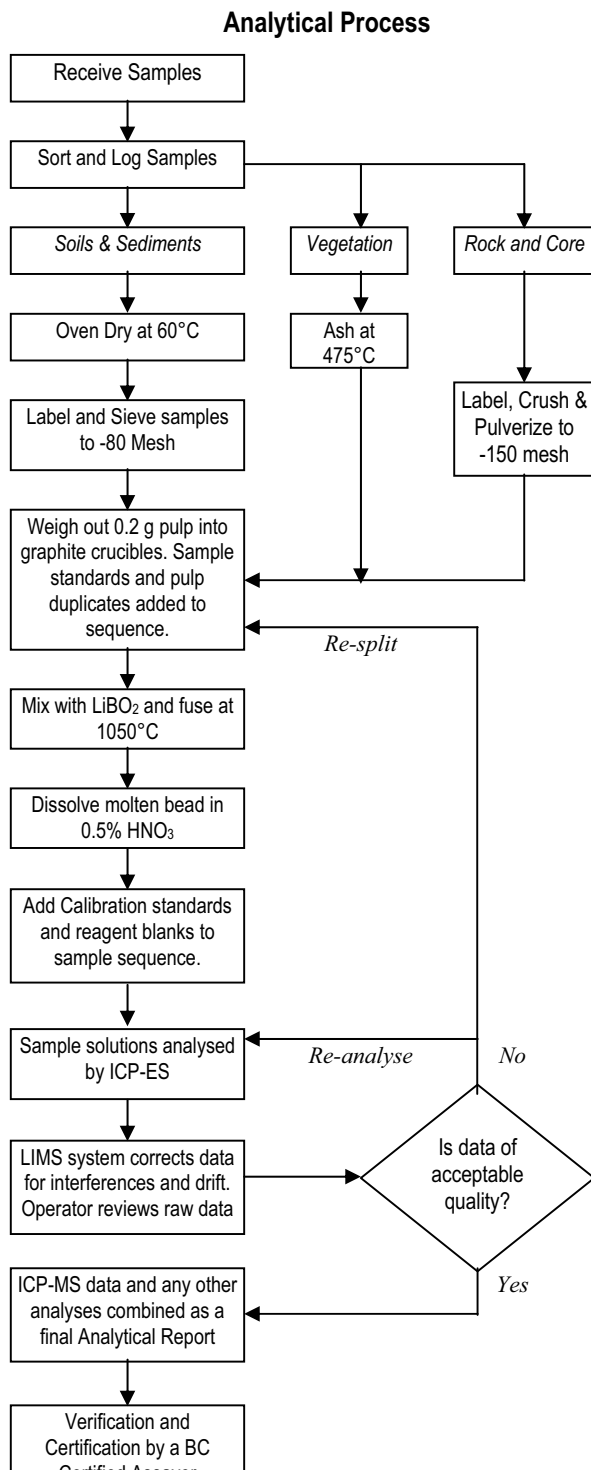 Analytical Process
Receive Samples
Sort and Log Samples
Soils & Sediments
Vegetation
Rock and Core
Oven Dry at 60°C
Ash at
475°C
Label and Sieve samples
to -80 Mesh
Label, Crush &
Pulverize to
-150 mesh
Weigh out 0.2 g pulp into
graphite crucibles. Sample
standards and pulp
duplicates added to
sequence.
Re-split
Mix with LiBO₂ and fuse at
1050°C
Dissolve molten bead in
0.5% HNO₃
Add Calibration standards
and reagent blanks to
sample sequence.
Sample solutions analysed
by ICP-ES
Re-analyse
No
LIMS system corrects data
for interferences and drift.
Operator reviews raw data
Is data of
acceptable
quality?
Yes
ICP-MS data and any other
analyses combined as a
final Analytical Report
Verification and
Certification by a BC
Certified Assayer